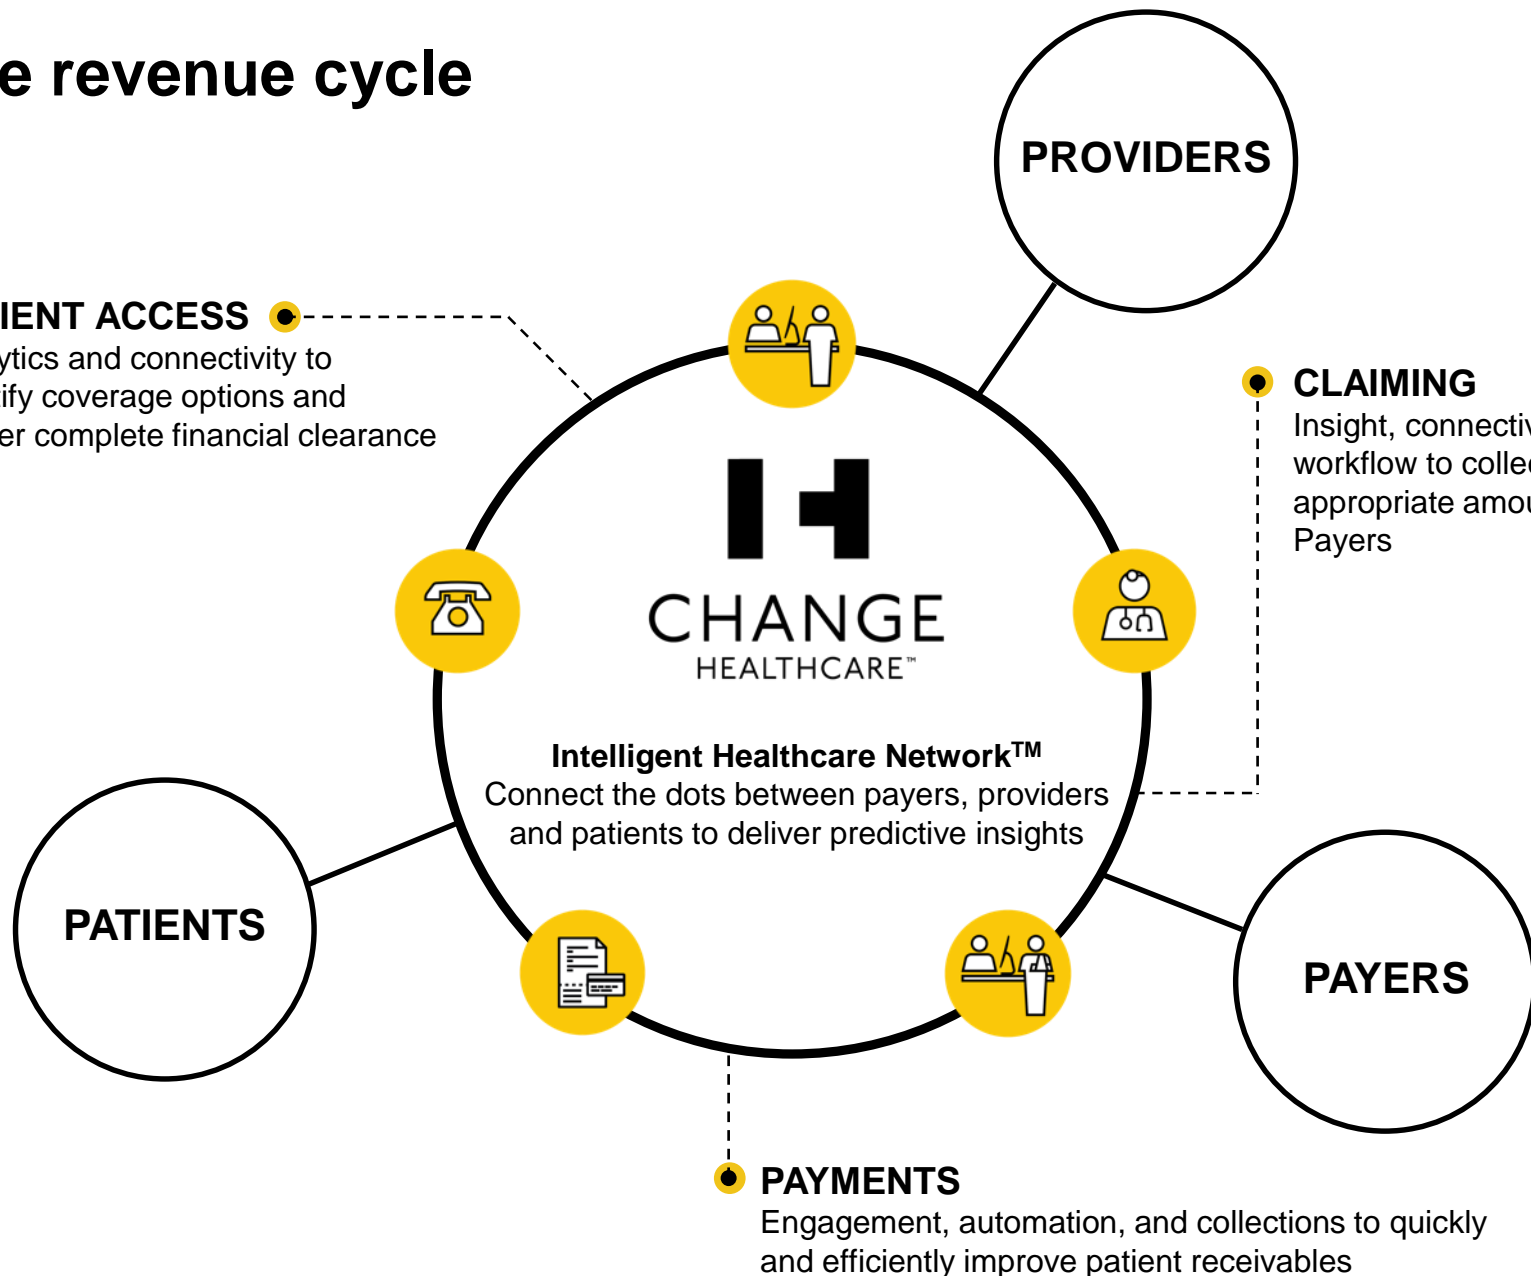 e revenue cycle
PROVIDERS
IENT ACCESS
ytics and connectivity to
tify coverage options and
er complete financial clearance
CLAIMING
Insight, connectiv
workflow to collec
appropriate amou
Payers
CHANGE
HEALTHCARE™
Intelligent Healthcare Network™
Connect the dots between payers, providers
and patients to deliver predictive insights
PATIENTS
PAYERS
PAYMENTS
Engagement, automation, and collections to quickly
and efficiently improve patient receivables